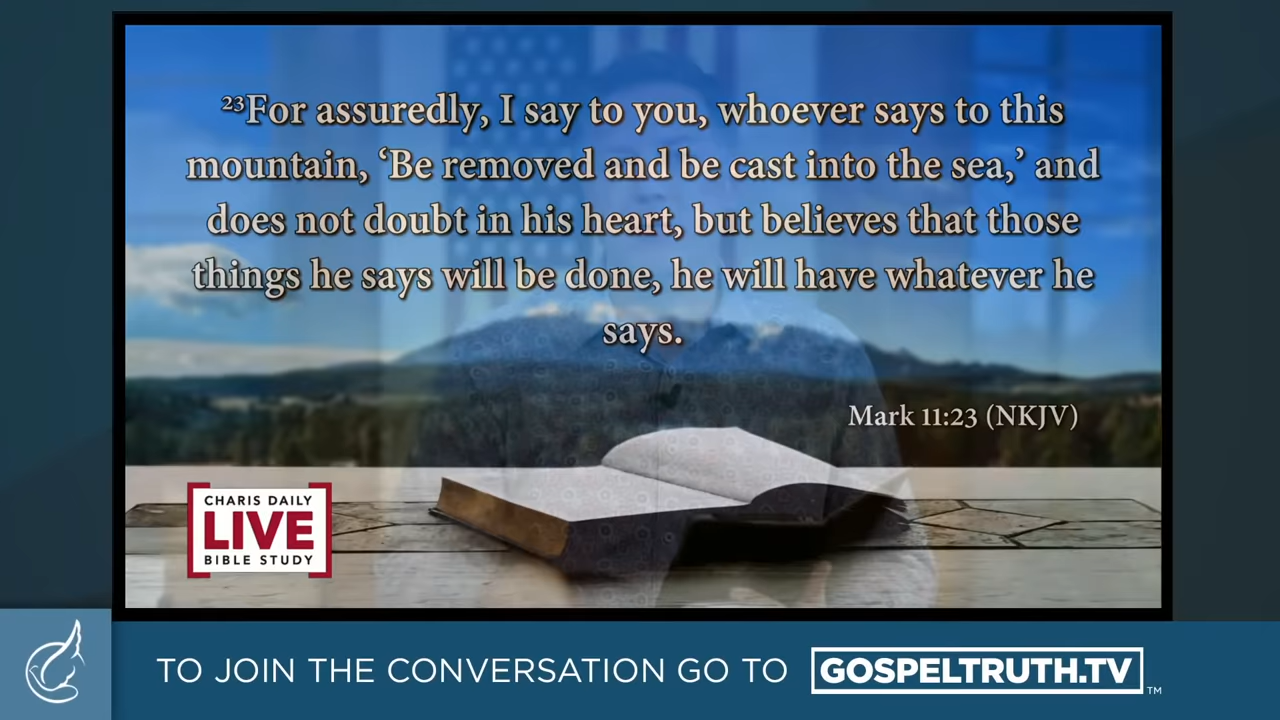 ²³For assuredly, I say to you, whoever says to this
mountain, ‘Be removed and be cast into the sea,’ and
does not doubt in his heart, but believes that those
things he says will be done, he will have whatever he
says.
Mark 11:23 (NKJV)
CHARIS DAILY
LIVE
BIBLE STUDY
TO JOIN THE CONVERSATION GO TO GOSPELTRUTH.TV™